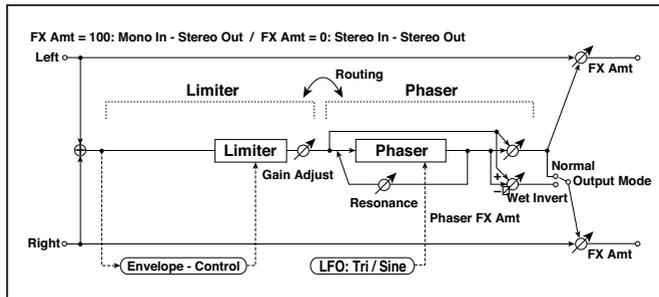 FX Amt = 100: Mono In - Stereo Out / FX Amt = 0: Stereo In - Stereo Out
Left
FX Amt
Routing
Limiter
Phaser
Limiter
Phaser
Normal
Gain Adjust
+
Output Mode
Resonance
−
Wet Invert
Phaser FX Amt
Right
FX Amt
Envelope - Control
LFO: Tri / Sine